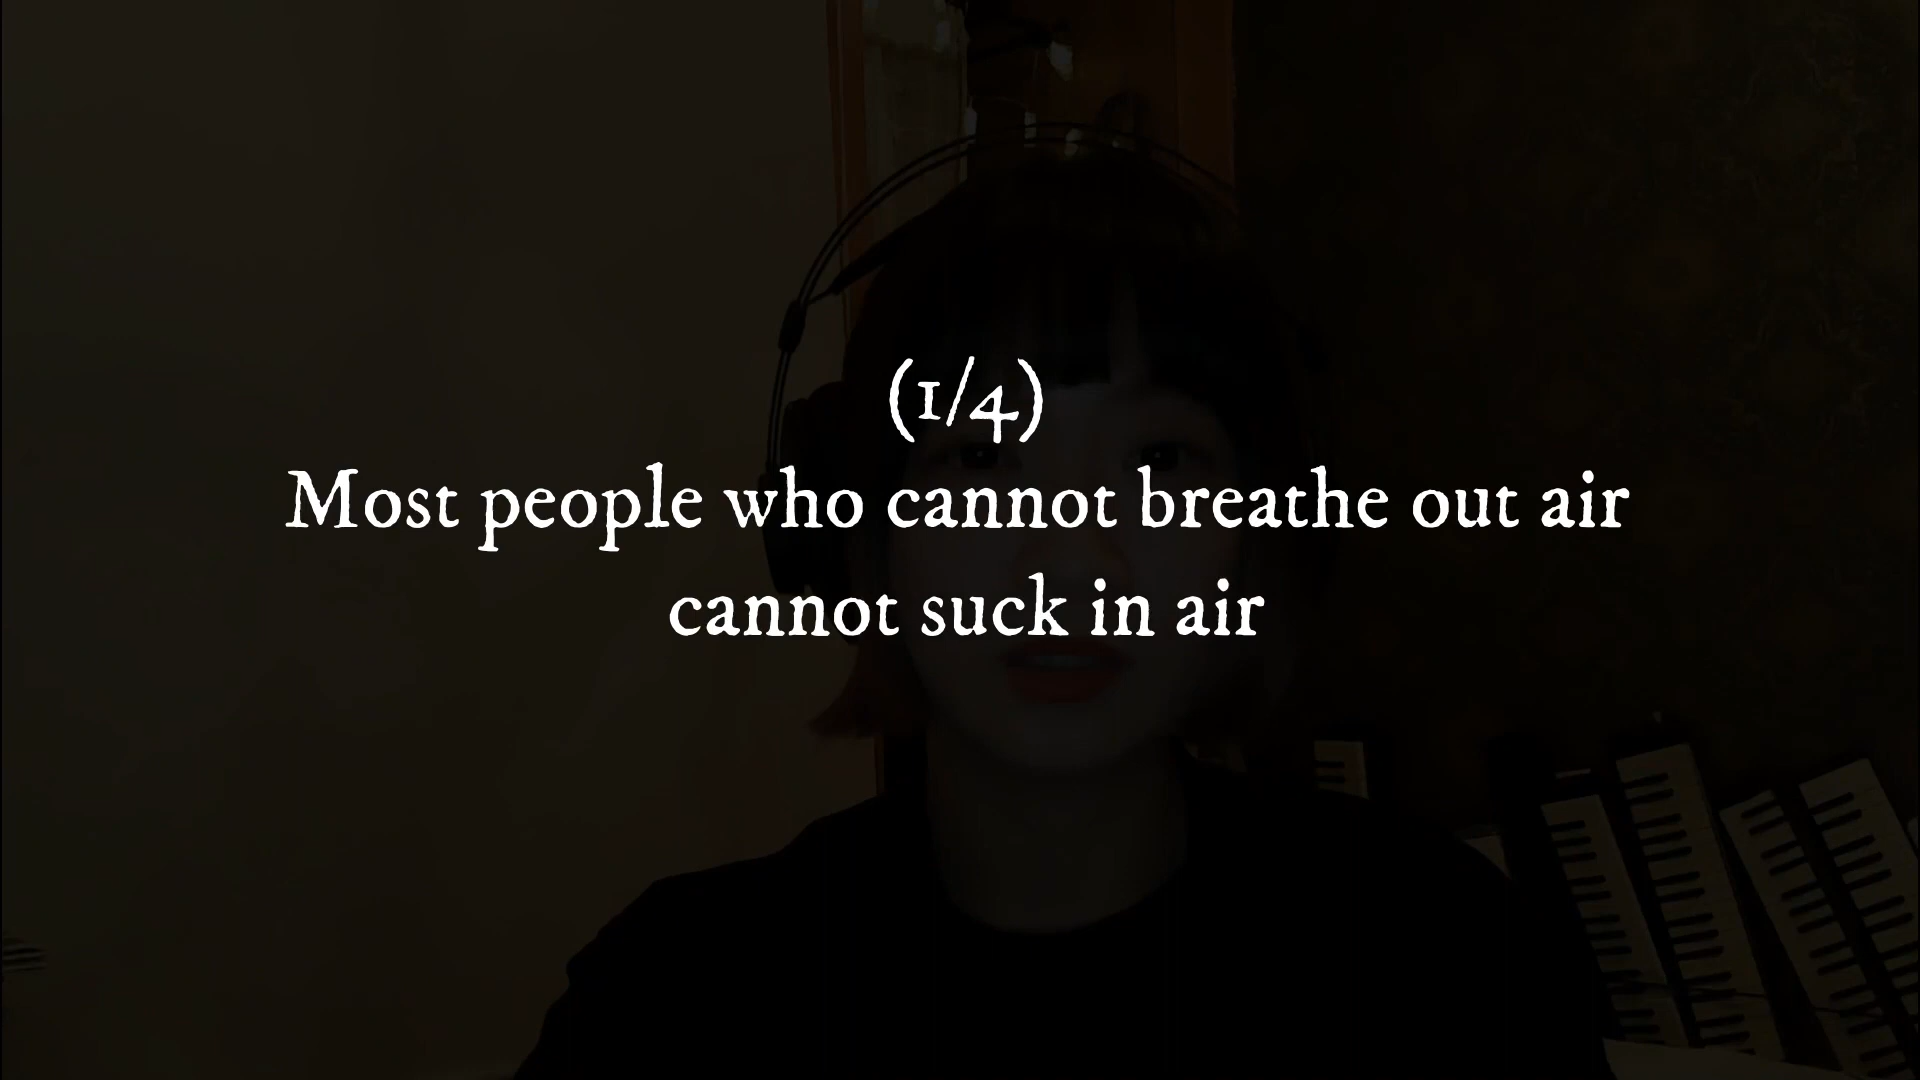 (1/4)
Most people who cannot breathe out air
cannot suck in air